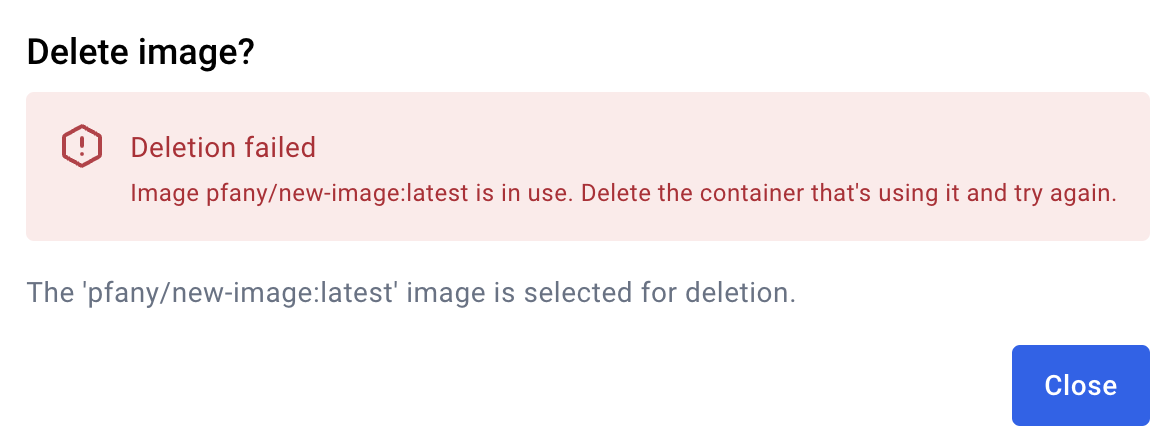 Delete image?
Deletion failed
Image pfany/new-image:latest is in use. Delete the container that's using it and try again.
The 'pfany/new-image:latest' image is selected for deletion.
Close